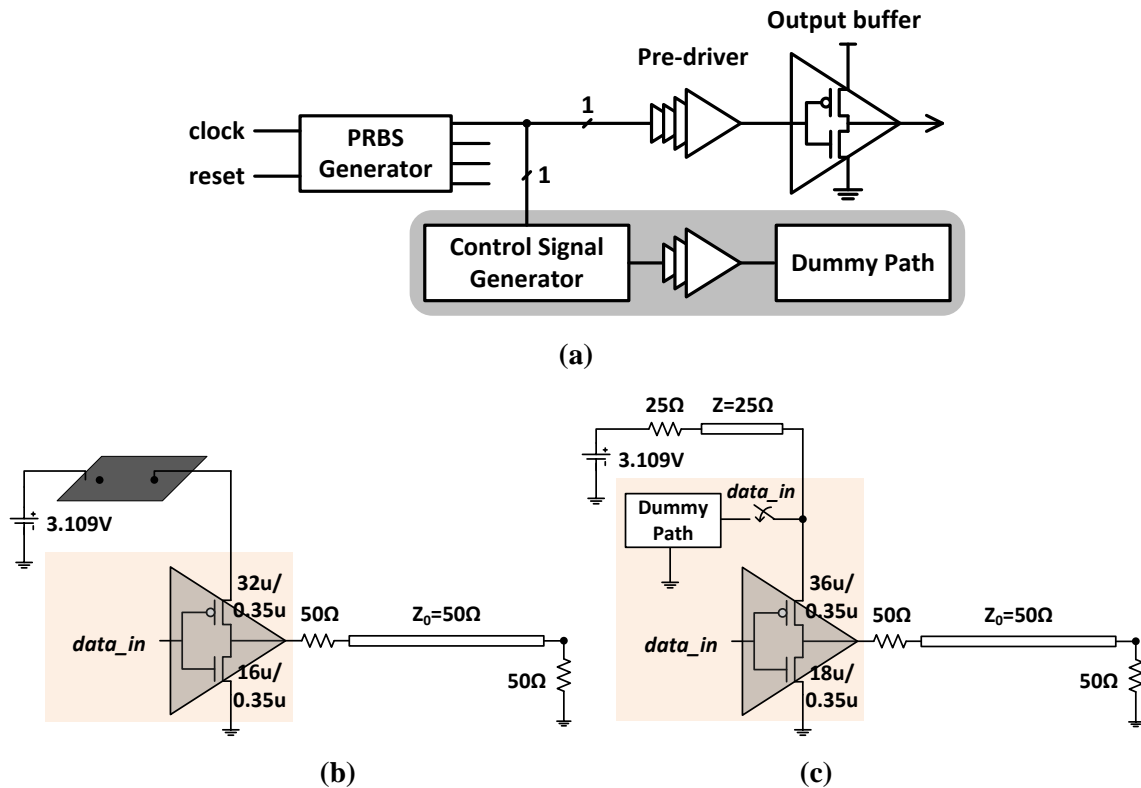 Output buffer
Pre-driver
clock
reset
PRBS
Generator
1
1
Control Signal
Generator
Dummy Path
(a)
3.109V
data_in
32u/
0.35u
16u/
0.35u
50Ω
Z₀=50Ω
50Ω
(b)
25Ω
Z=25Ω
3.109V
data_in
Dummy
Path
data_in
36u/
0.35u
18u/
0.35u
50Ω
Z₀=50Ω
50Ω
(c)